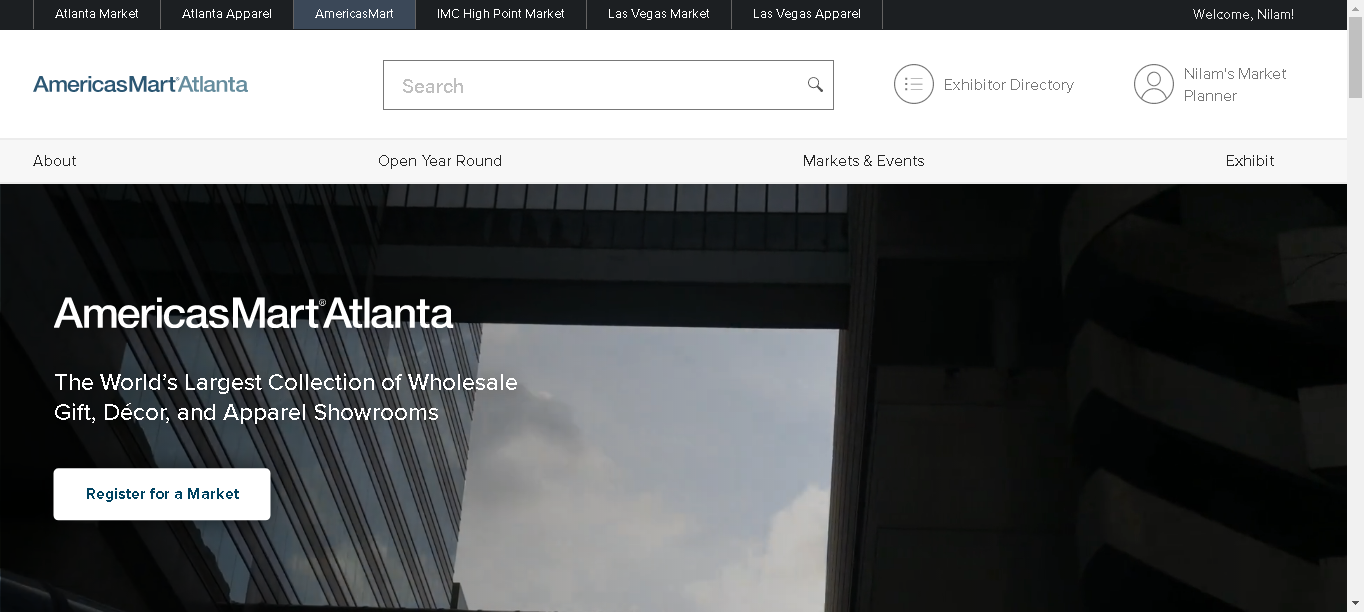 Atlanta Market Atlanta Apparel AmericasMart IMC High Point Market Las Vegas Market Las Vegas Apparel Welcome, Nilam!
AmericasMart®Atlanta
Search
Exhibitor Directory
Nilam's Market
Planner
About Open Year Round Markets & Events Exhibit
AmericasMart®Atlanta
The World’s Largest Collection of Wholesale
Gift, Décor, and Apparel Showrooms
Register for a Market